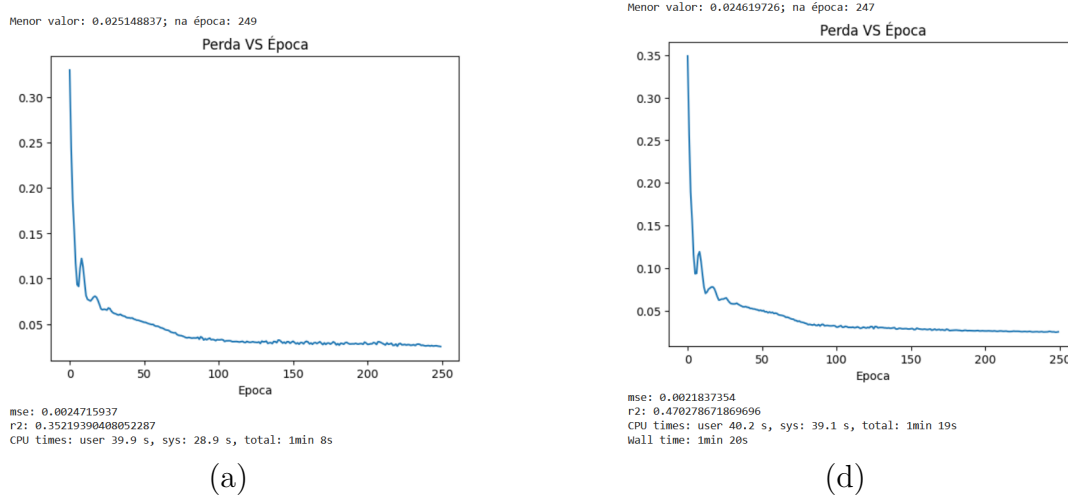 Menor valor: 0.025148837; na época: 249
Perda VS Época
0.30
0.25
0.20
0.15
0.10
0.05
0 50 100 150 200 250
Epoca
mse: 0.0024715937
r2: 0.35219390408052287
CPU times: user 39.9 s, sys: 28.9 s, total: 1min 8s
(a)
Menor valor: 0.024619726; na época: 247
Perda VS Época
0.35
0.30
0.25
0.20
0.15
0.10
0.05
0 50 100 150 200 250
Epoca
mse: 0.0021837354
r2: 0.470278671869696
CPU times: user 40.2 s, sys: 39.1 s, total: 1min 19s
Wall time: 1min 20s
(d)